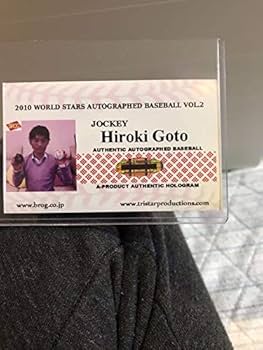 2010 WORLD STARS AUTOGRAPHED BASEBALL VOL.2
JOCKEY
Hiroki Goto
AUTHENTIC AUTOGRAPHED BASEBALL
A-PRODUCT AUTHENTIC HOLOGRAM
www.brog.co.jp
www.tristarproductions.com